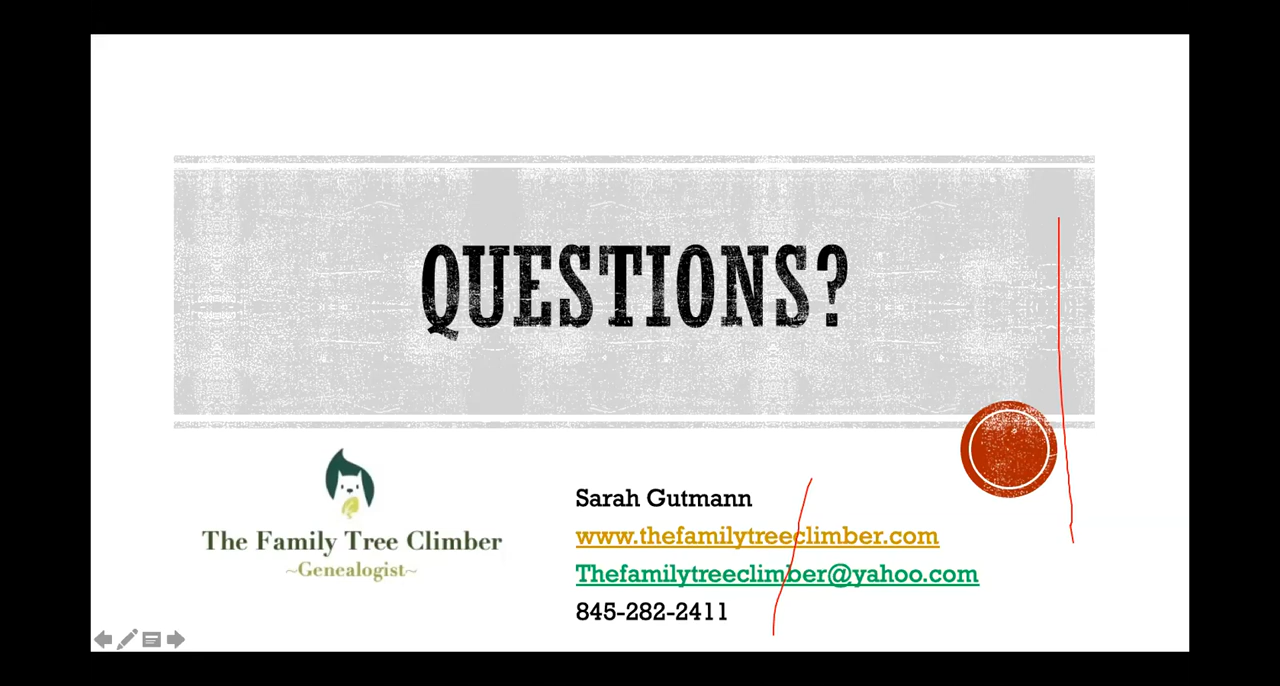 QUESTIONS?
The Family Tree Climber
~Genealogist~
Sarah Gutmann
www.thefamilytreeclimber.com
Thefamilytreeclimber@yahoo.com
845-282-2411